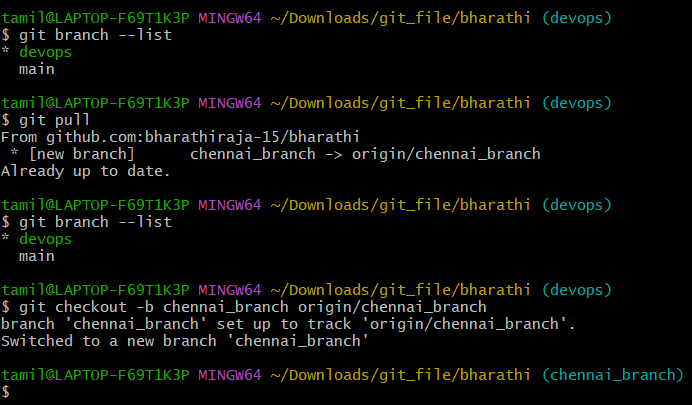 tamil@LAPTOP-F69T1K3P MINGW64 ~/Downloads/git_file/bharathi (devops)
$ git branch --list
* devops
  main
tamil@LAPTOP-F69T1K3P MINGW64 ~/Downloads/git_file/bharathi (devops)
$ git pull
From github.com:bharathiraja-15/bharathi
 * [new branch]      chennai_branch -> origin/chennai_branch
Already up to date.
tamil@LAPTOP-F69T1K3P MINGW64 ~/Downloads/git_file/bharathi (devops)
$ git branch --list
* devops
  main
tamil@LAPTOP-F69T1K3P MINGW64 ~/Downloads/git_file/bharathi (devops)
$ git checkout -b chennai_branch origin/chennai_branch
branch 'chennai_branch' set up to track 'origin/chennai_branch'.
Switched to a new branch 'chennai_branch'
tamil@LAPTOP-F69T1K3P MINGW64 ~/Downloads/git_file/bharathi (chennai_branch)
$